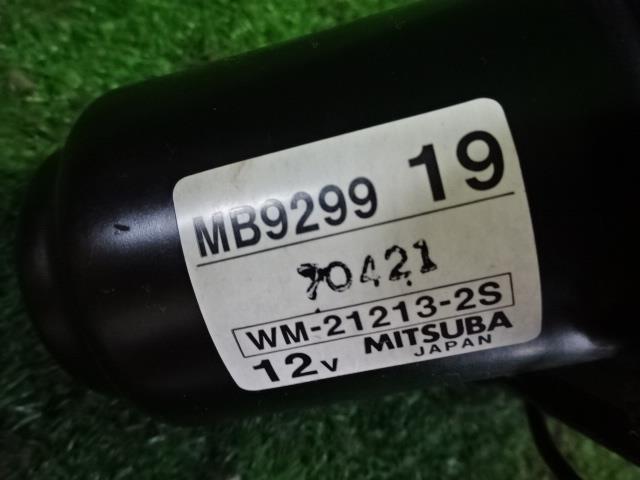 MB9299 19
70421
WM-21213-2S
12V MITSUBA
JAPAN